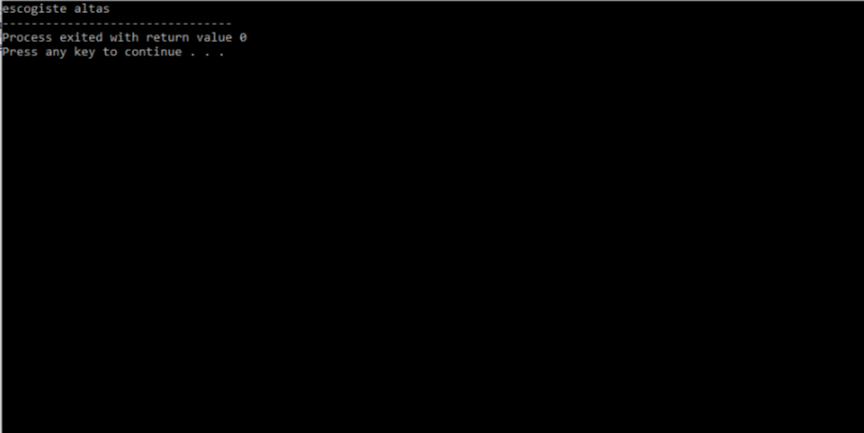 escogiste altas
--------------------------------
Process exited with return value 0
Press any key to continue . . .